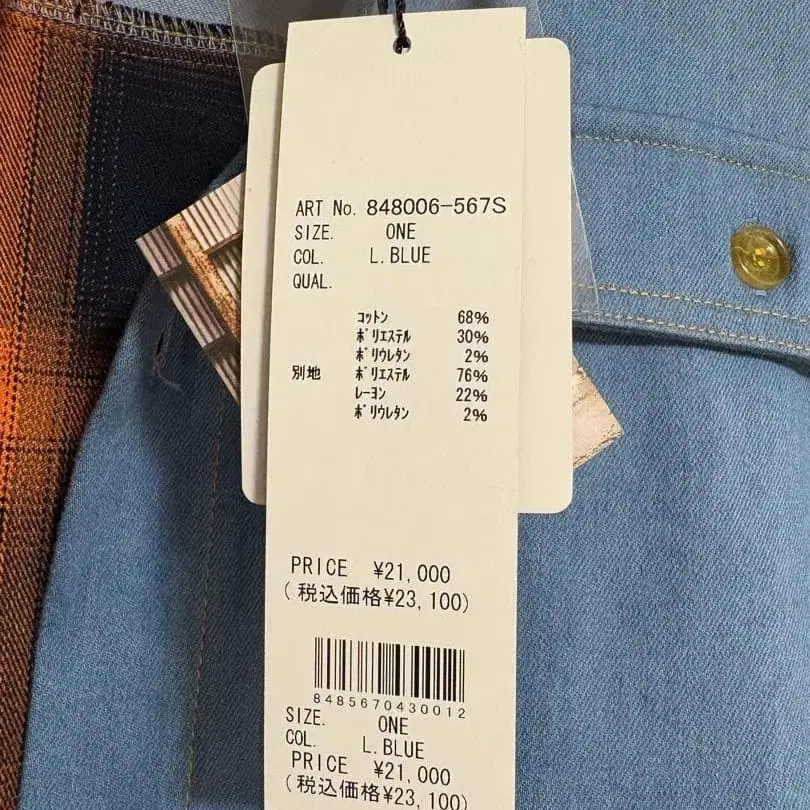 ART No. 848006-567S
SIZE. ONE
COL. L.BLUE
QUAL.
コットン 68%
ポリエステル 30%
ポリウレタン 2%
別地 ポリエステル 76%
レーヨン 22%
ポリウレタン 2%
PRICE ¥21,000
(税込価格¥23,100)
8485670430012
SIZE. ONE
COL. L.BLUE
PRICE ¥21,000
(税込価格¥23,100)